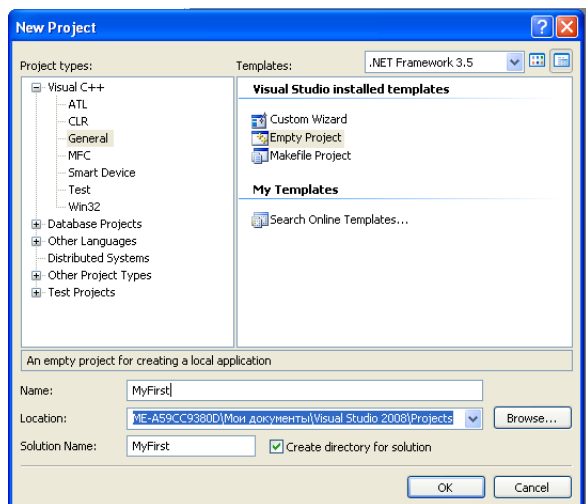 New Project
Project types:
Templates:
.NET Framework 3.5
Visual C++
ATL
CLR
General
MFC
Smart Device
Test
Win32
Database Projects
Other Languages
Distributed Systems
Other Project Types
Test Projects
Visual Studio installed templates
Custom Wizard
Empty Project
Makefile Project
My Templates
Search Online Templates...
An empty project for creating a local application
Name:
MyFirst
Location:
ME-A59CC9380D\Мои документы\Visual Studio 2008\Projects
Browse...
Solution Name:
MyFirst
Create directory for solution
OK
Cancel